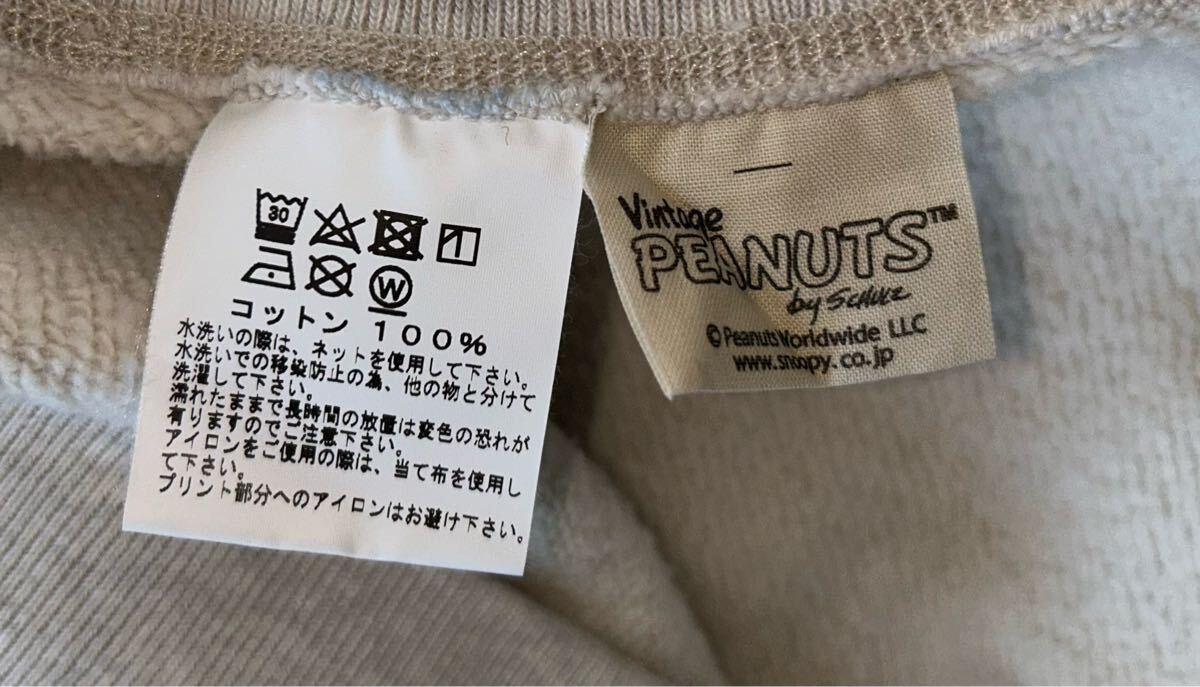 30
W
コットン 100%
水洗いの際は、ネットを使用して下さい。
水洗いでの移染防止の為、他の物と分けて
洗濯して下さい。
濡れたままで長時間の放置は変色の恐れが
有りますのでご注意下さい。
アイロンをご使用の際は、当て布を使用し
て下さい。
プリント部分へのアイロンはお避け下さい。
Vintage
PEANUTS™
by SCHULZ
© Peanuts Worldwide LLC
www.snoopy.co.jp